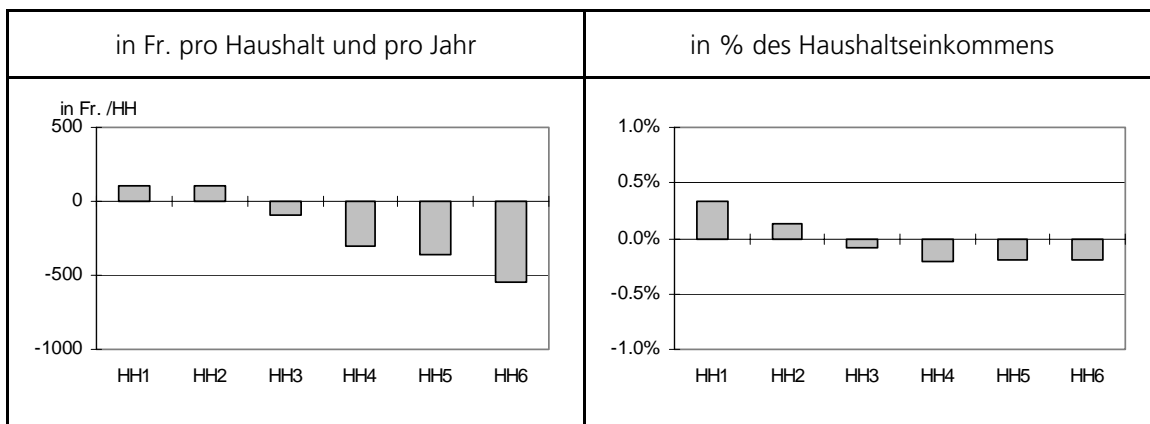 in Fr. pro Haushalt und pro Jahr
in % des Haushaltseinkommens
in Fr. /HH
500
0
-500
-1000
HH1 HH2 HH3 HH4 HH5 HH6
1.0%
0.5%
0.0%
-0.5%
-1.0%
HH1 HH2 HH3 HH4 HH5 HH6